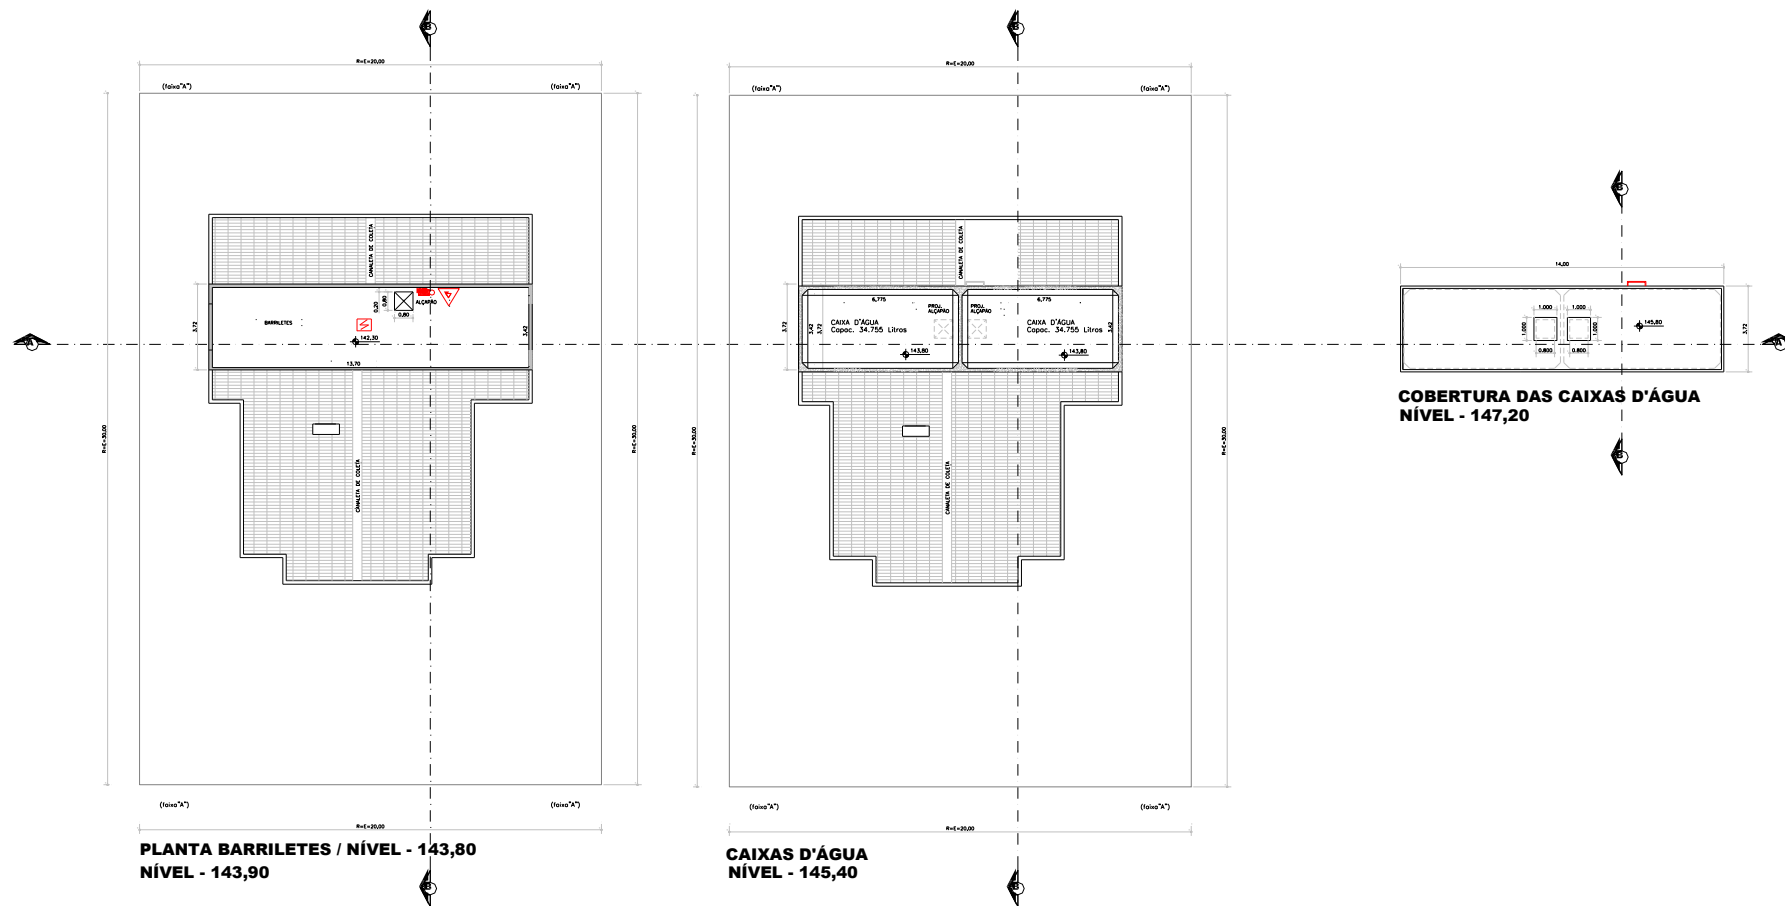 R=E=20,00
(faixa"A")
(faixa"A")
R=E=30,00
R=E=30,00
CANALETA DE COLETA
3,72
BARRILETES
0,20
0,80
0,80
ALÇAPÃO
142,30
13,70
3,42
CANALETA DE COLETA
(faixa"A")
(faixa"A")
R=E=20,00
PLANTA BARRILETES / NÍVEL - 143,80
NÍVEL - 143,90
R=E=20,00
(faixa"A")
(faixa"A")
R=E=30,00
R=E=30,00
CANALETA DE COLETA
3,72
3,42
3,72
6,775
CAIXA D'AGUA
Capac. 34.755 Litros
143,80
PROJ.
ALÇAPÃO
PROJ.
ALÇAPÃO
6,775
CAIXA D'AGUA
Capac. 34.755 Litros
3,42
143,80
CANALETA DE COLETA
(faixa"A")
(faixa"A")
R=E=20,00
CAIXAS D'ÁGUA
NÍVEL - 145,40
14,00
1.000
1.000
1.000
1.000
0.800
0.800
145,80
3,72
COBERTURA DAS CAIXAS D'ÁGUA
NÍVEL - 147,20